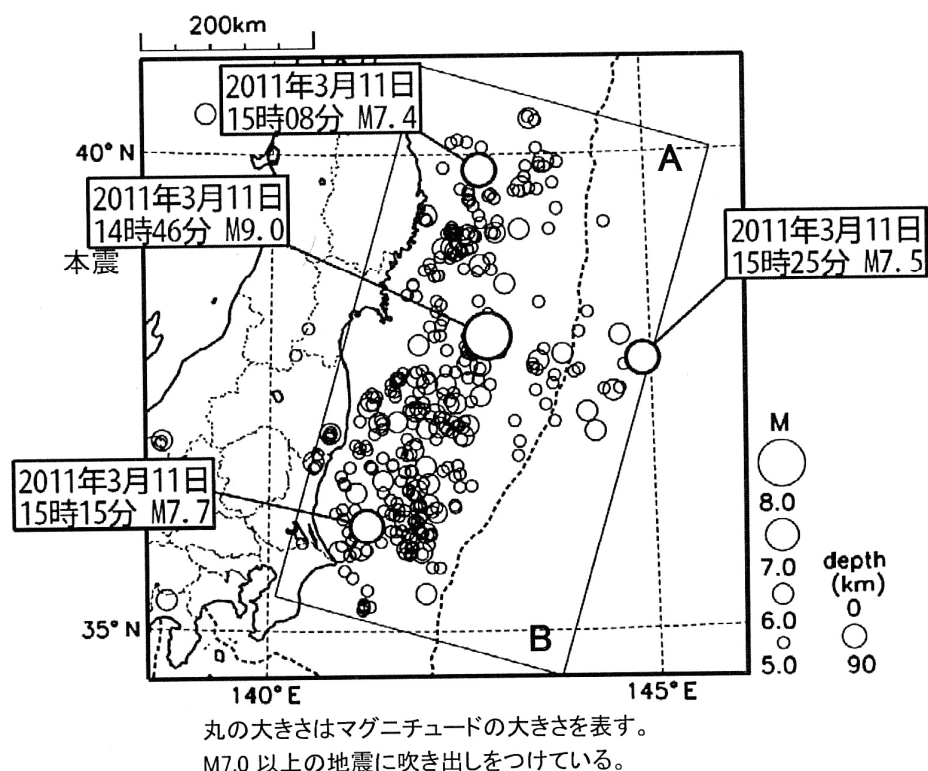 200km
2011年3月11日
15時08分 M7.4
40°N
A
2011年3月11日
14時46分 M9.0
本震
2011年3月11日
15時25分 M7.5
M
8.0
7.0
6.0
5.0
depth
(km)
0
90
2011年3月11日
15時15分 M7.7
35°N
B
140°E
145°E
丸の大きさはマグニチュードの大きさを表す。
M7.0 以上の地震に吹き出しをつけている。